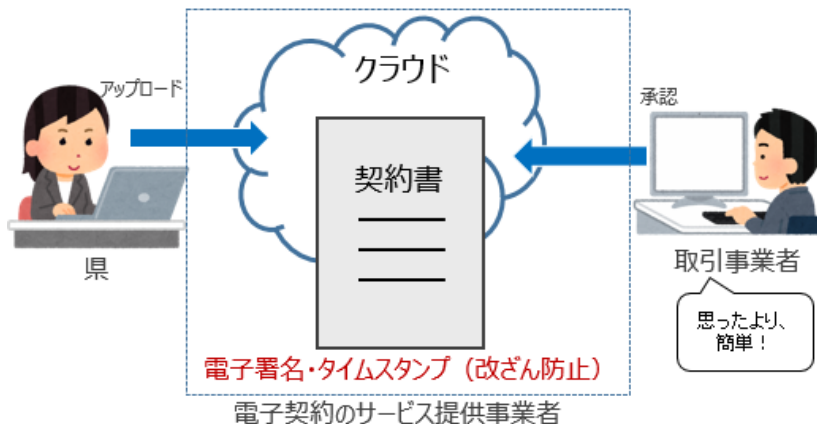 クラウド
アップロード
承認
契約書
県
取引事業者
思ったより、
簡単！
電子署名・タイムスタンプ（改ざん防止）
電子契約のサービス提供事業者